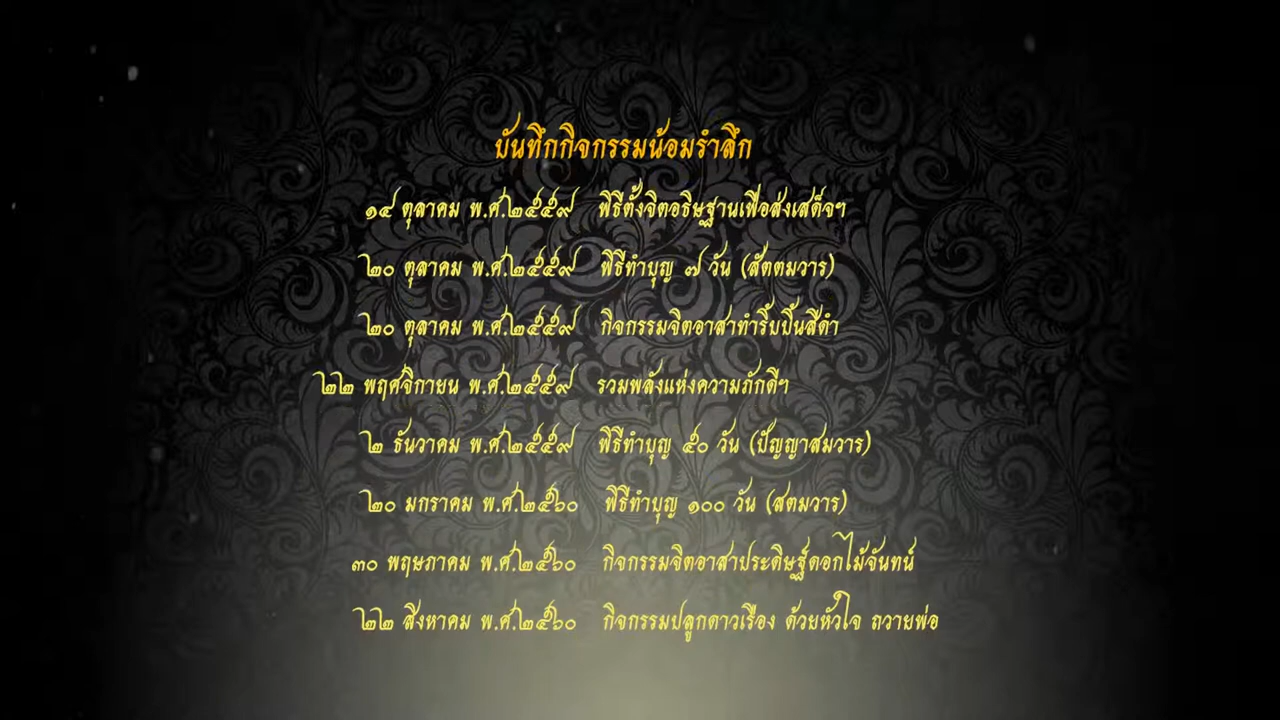 บันทึกกิจกรรมน้อมรำลึก
๑๔ ตุลาคม พ.ศ.๒๕๕๙ พิธีตั้งจิตอธิษฐานเพื่อส่งเสด็จฯ
๒๐ ตุลาคม พ.ศ.๒๕๕๙ พิธีทำบุญ ๗ วัน (สัตตมวาร)
๒๐ ตุลาคม พ.ศ.๒๕๕๙ กิจกรรมจิตอาสาทำริ้บบิ้นสีดำ
๒๒ พฤศจิกายน พ.ศ.๒๕๕๙ รวมพลังแห่งความภักดีฯ
๒ ธันวาคม พ.ศ.๒๕๕๙ พิธีทำบุญ ๕๐ วัน (ปัญญาสมวาร)
๒๐ มกราคม พ.ศ.๒๕๖๐ พิธีทำบุญ ๑๐๐ วัน (สตมวาร)
๓๐ พฤษภาคม พ.ศ.๒๕๖๐ กิจกรรมจิตอาสาประดิษฐ์ดอกไม้จันทน์
๒๒ สิงหาคม พ.ศ.๒๕๖๐ กิจกรรมปลูกดาวเรือง ด้วยหัวใจ ถวายพ่อ